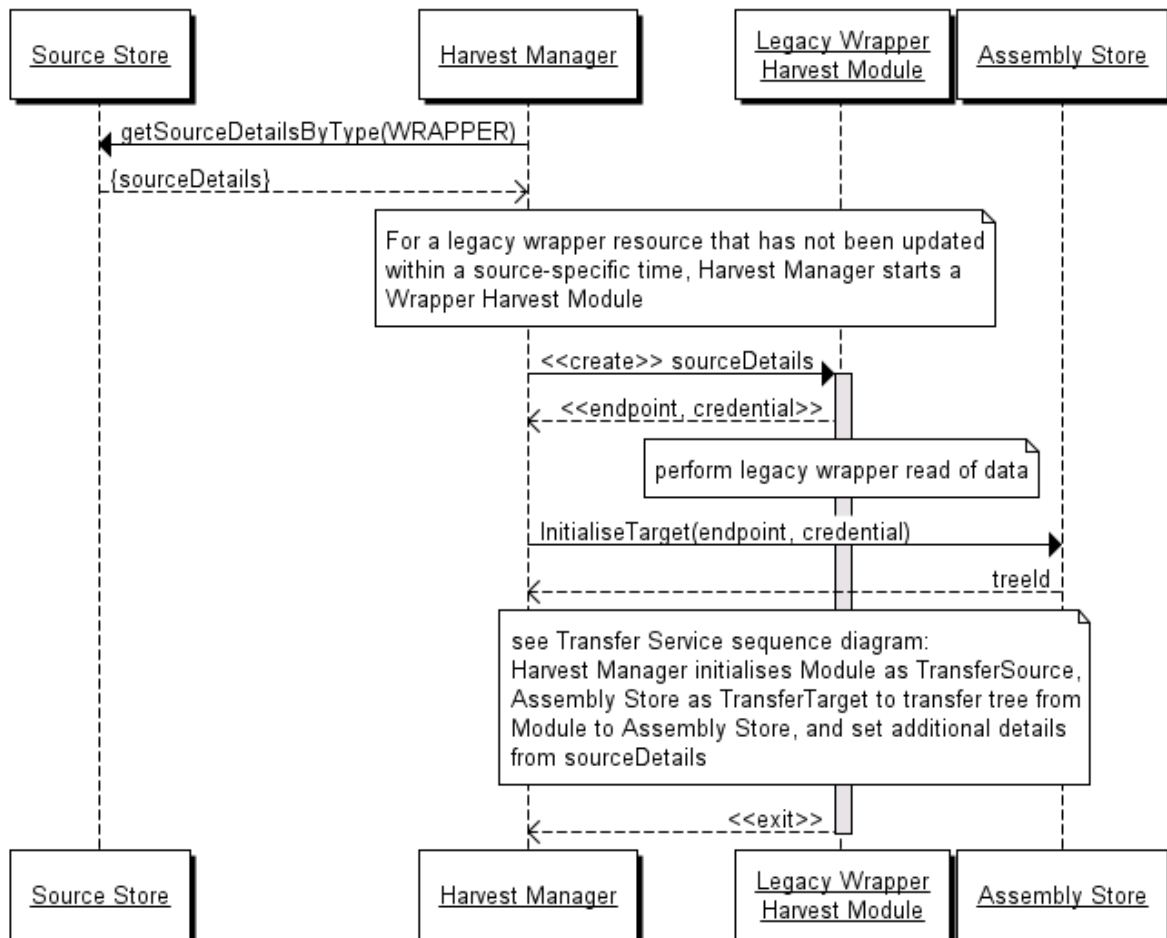 Source Store
Harvest Manager
Legacy Wrapper
Harvest Module
Assembly Store
getSourceDetailsByType(WRAPPER)
{sourceDetails}
For a legacy wrapper resource that has not been updated
within a source-specific time, Harvest Manager starts a
Wrapper Harvest Module
<<create>> sourceDetails
<<endpoint, credential>>
perform legacy wrapper read of data
InitialiseTarget(endpoint, credential)
treeId
see Transfer Service sequence diagram:
Harvest Manager initialises Module as TransferSource,
Assembly Store as TransferTarget to transfer tree from
Module to Assembly Store, and set additional details
from sourceDetails
<<exit>>
Source Store
Harvest Manager
Legacy Wrapper
Harvest Module
Assembly Store